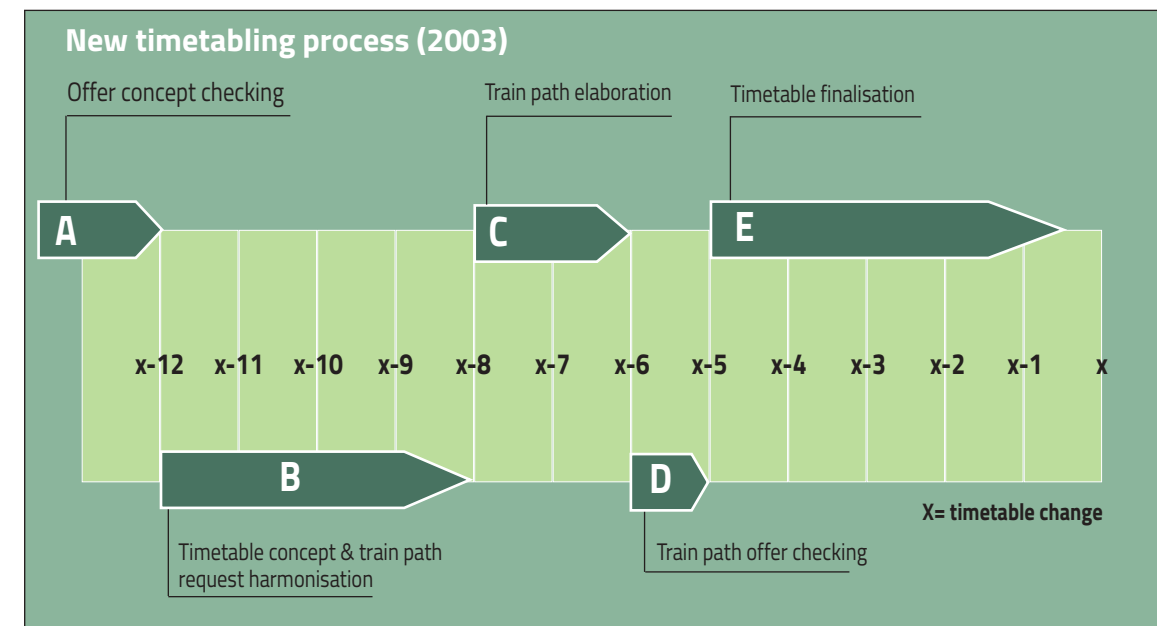 New timetabling process (2003)
Offer concept checking
Train path elaboration
Timetable finalisation
A
C
E
x-12
x-11
x-10
x-9
x-8
x-7
x-6
x-5
x-4
x-3
x-2
x-1
x
B
D
X= timetable change
Timetable concept & train path
request harmonisation
Train path offer checking